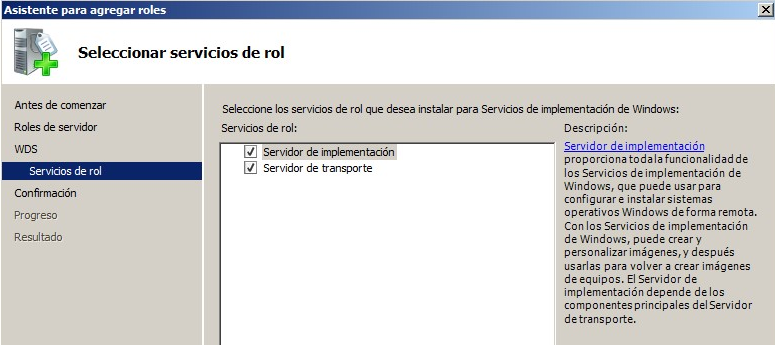 Asistente para agregar roles
Seleccionar servicios de rol
Antes de comenzar
Roles de servidor
WDS
Servicios de rol
Confirmación
Progreso
Resultado
Seleccione los servicios de rol que desea instalar para Servicios de implementación de Windows:
Servicios de rol:
Servidor de implementación
Servidor de transporte
Descripción:
Servidor de implementación
proporciona toda la funcionalidad de
los Servicios de implementación de
Windows, que puede usar para
configurar e instalar sistemas
operativos Windows de forma remota.
Con los Servicios de implementación
de Windows, puede crear y
personalizar imágenes, y después
usarlas para volver a crear imágenes
de equipos. El Servidor de
implementación depende de los
componentes principales del Servidor
de transporte.